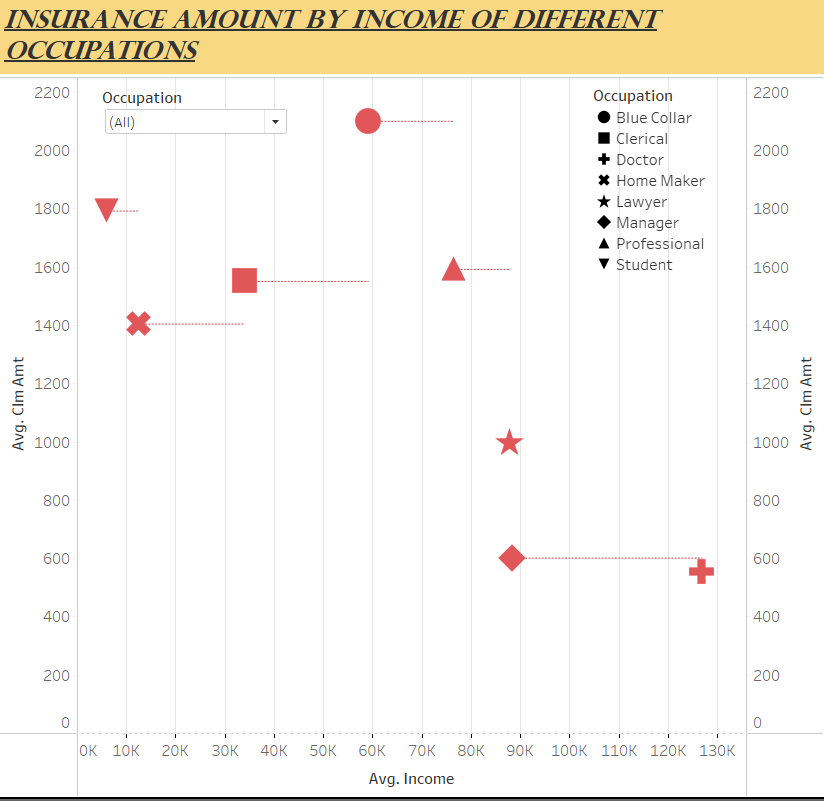 INSURANCE AMOUNT BY INCOME OF DIFFERENT
OCCUPATIONS
Occupation
(All)
Occupation
Blue Collar
Clerical
Doctor
Home Maker
Lawyer
Manager
Professional
Student
2200
2000
1800
1600
1400
1200
1000
800
600
400
200
0
Avg. Clm Amt
2200
2000
1800
1600
1400
1200
1000
800
600
400
200
0
Avg. Clm Amt
0K 10K 20K 30K 40K 50K 60K 70K 80K 90K 100K 110K 120K 130K
Avg. Income